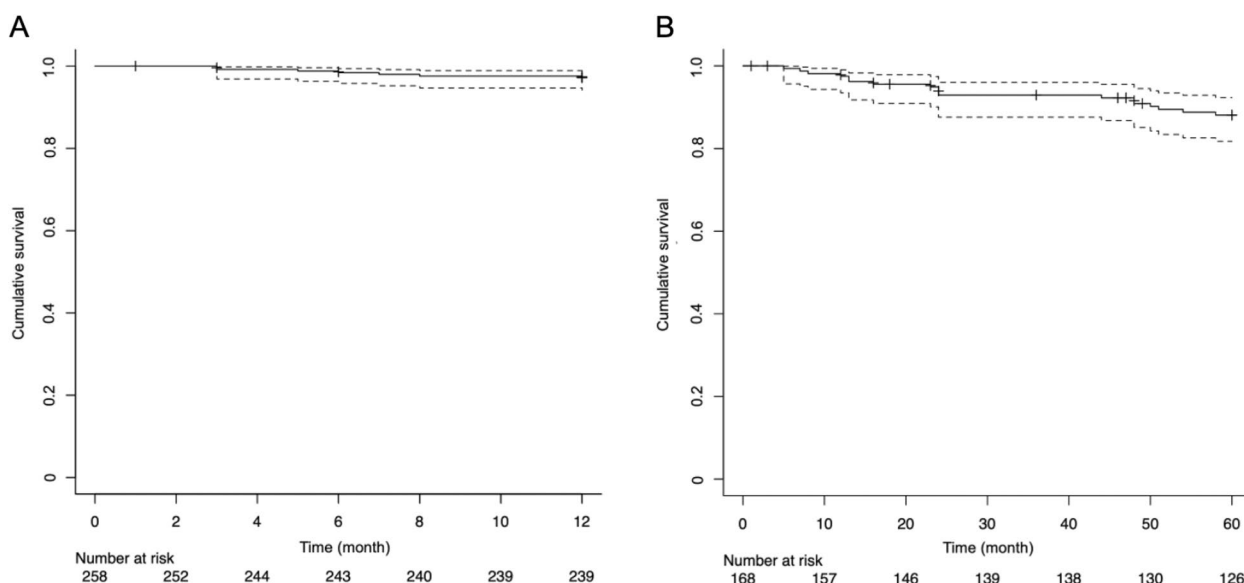 A
1.0
0.8
0.6
0.4
0.2
0
Cumulative survival
0 2 4 6 8 10 12
Time (month)
Number at risk
258 252 244 243 240 239 239
B
1.0
0.8
0.6
0.4
0.2
0
Cumulative survival
0 10 20 30 40 50 60
Time (month)
Number at risk
168 157 146 139 138 130 126